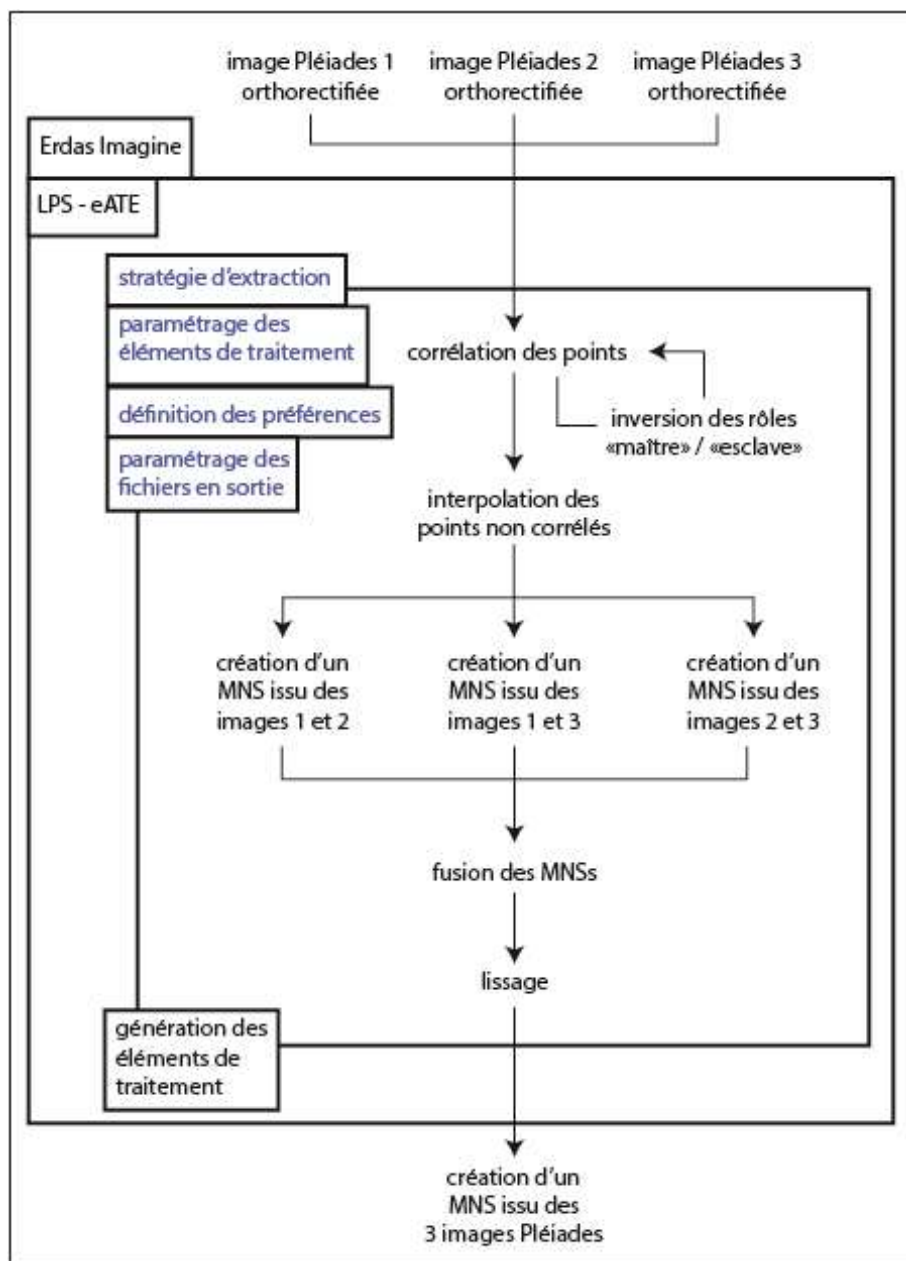 image Pléiades 1
orthorectifiée
image Pléiades 2
orthorectifiée
image Pléiades 3
orthorectifiée
Erdas Imagine
LPS - eATE
stratégie d'extraction
paramétrage des
éléments de traitement
définition des préférences
paramétrage des
fichiers en sortie
corrélation des points
inversion des rôles
«maître» / «esclave»
interpolation des
points non corrélés
création d'un
MNS issu des
images 1 et 2
création d'un
MNS issu des
images 1 et 3
création d'un
MNS issu des
images 2 et 3
fusion des MNSs
lissage
génération des
éléments de
traitement
création d'un
MNS issu des
3 images Pléiades